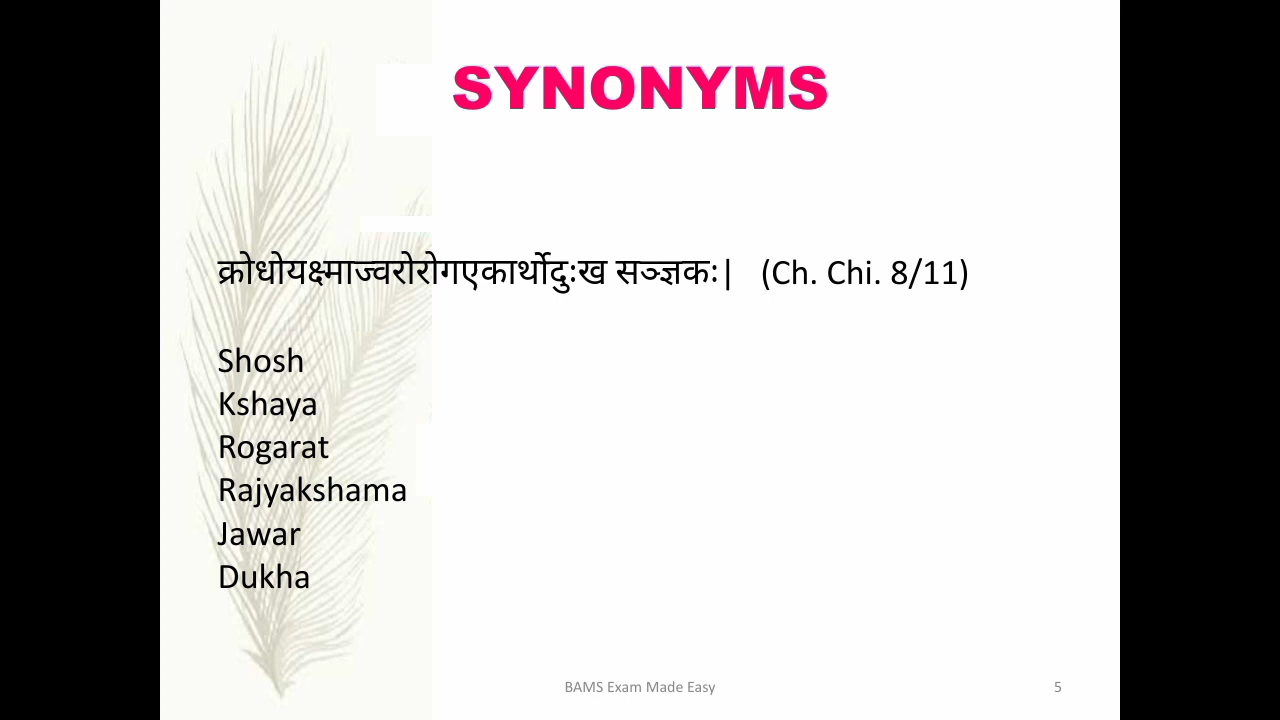 SYNONYMS
क्रोधोयक्ष्माज्वरोरोगएकार्थोदुःख सञ्ज्ञकः| (Ch. Chi. 8/11)
Shosh
Kshaya
Rogarat
Rajyakshama
Jawar
Dukha
BAMS Exam Made Easy 5